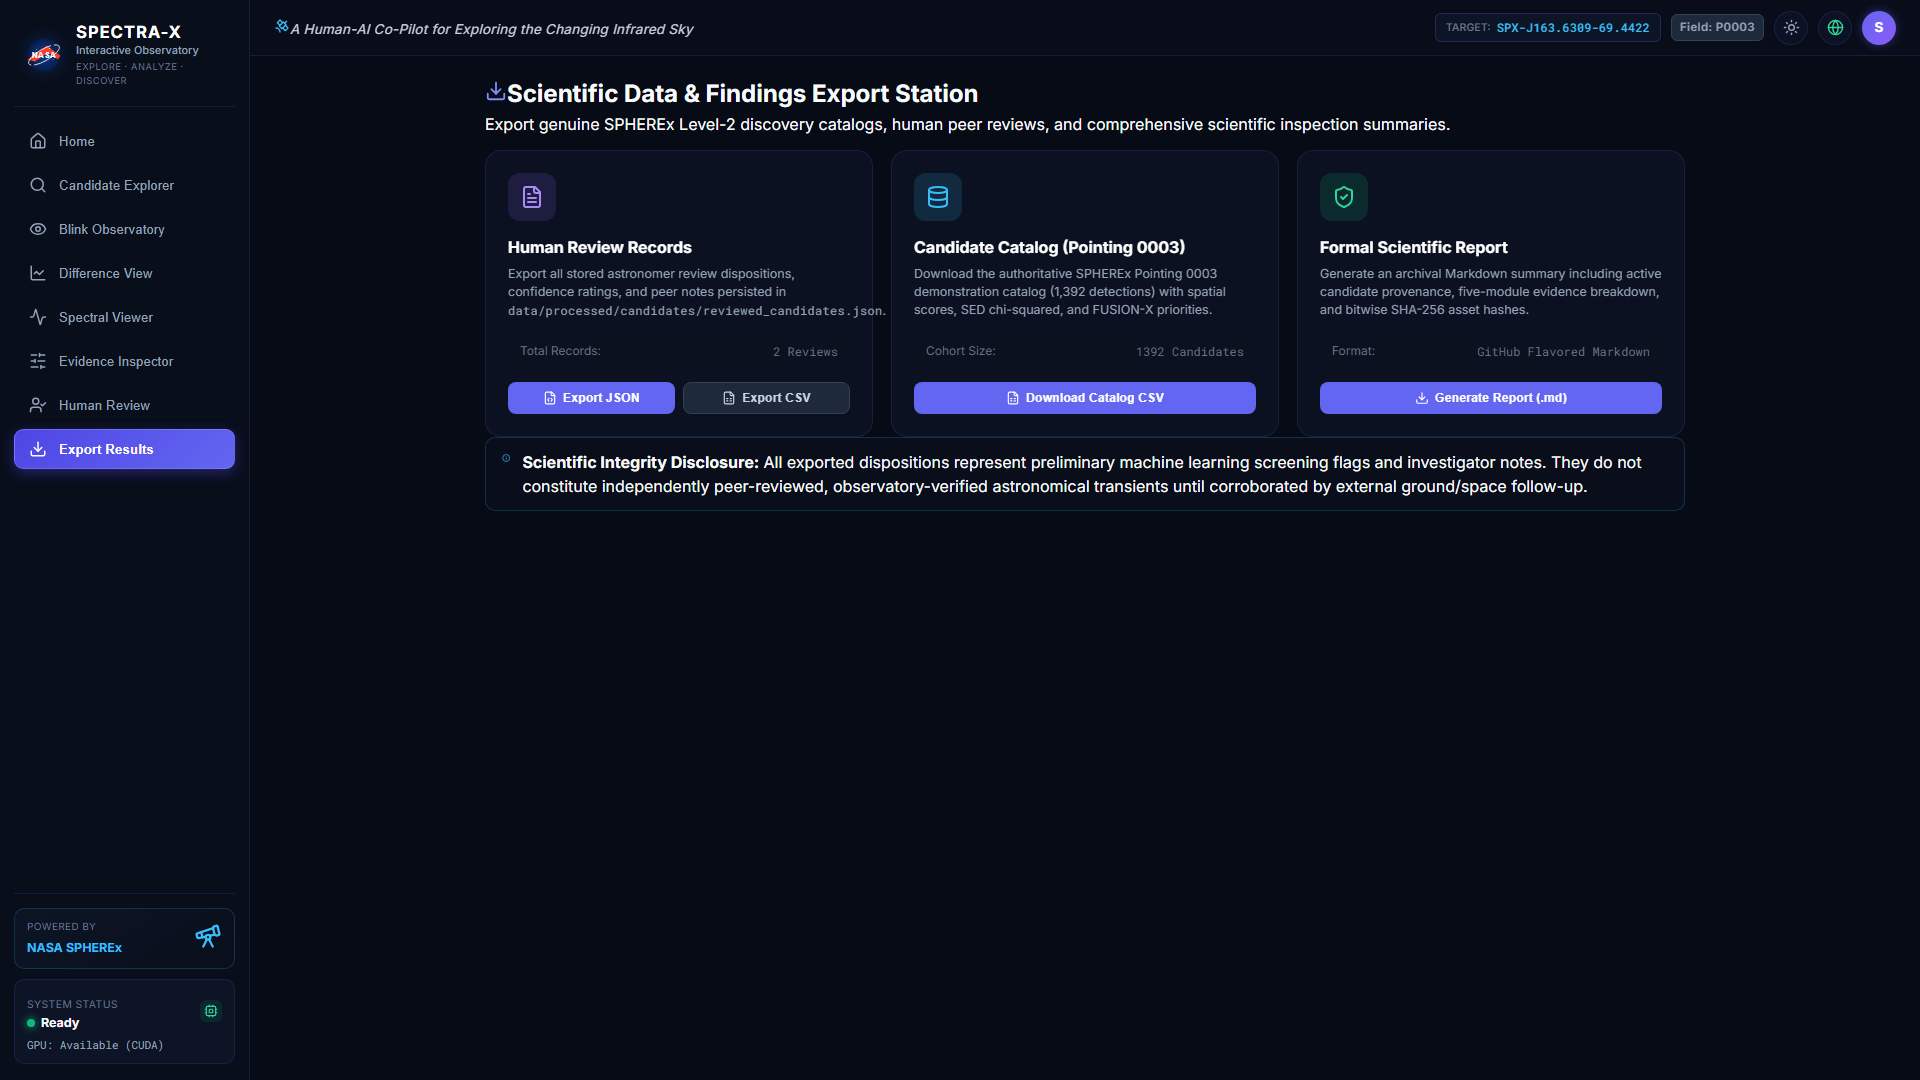 SPECTRA-X
Interactive Observatory
EXPLORE · ANALYZE ·
DISCOVER
NASA
Home
Candidate Explorer
Blink Observatory
Difference View
Spectral Viewer
Evidence Inspector
Human Review
Export Results
POWERED BY
NASA SPHEREx
SYSTEM STATUS
Ready
GPU: Available (CUDA)
A Human-AI Co-Pilot for Exploring the Changing Infrared Sky
TARGET: SPX-J163.6309-69.4422
Field: P0003
S
Scientific Data & Findings Export Station
Export genuine SPHEREx Level-2 discovery catalogs, human peer reviews, and comprehensive scientific inspection summaries.
Human Review Records
Export all stored astronomer review dispositions,
confidence ratings, and peer notes persisted in
data/processed/candidates/reviewed_candidates.json.
Total Records: 2 Reviews
Export JSON
Export CSV
Candidate Catalog (Pointing 0003)
Download the authoritative SPHEREx Pointing 0003
demonstration catalog (1,392 detections) with spatial
scores, SED chi-squared, and FUSION-X priorities.
Cohort Size: 1392 Candidates
Download Catalog CSV
Formal Scientific Report
Generate an archival Markdown summary including active
candidate provenance, five-module evidence breakdown,
and bitwise SHA-256 asset hashes.
Format: GitHub Flavored Markdown
Generate Report (.md)
Scientific Integrity Disclosure: All exported dispositions represent preliminary machine learning screening flags and investigator notes. They do not
constitute independently peer-reviewed, observatory-verified astronomical transients until corroborated by external ground/space follow-up.